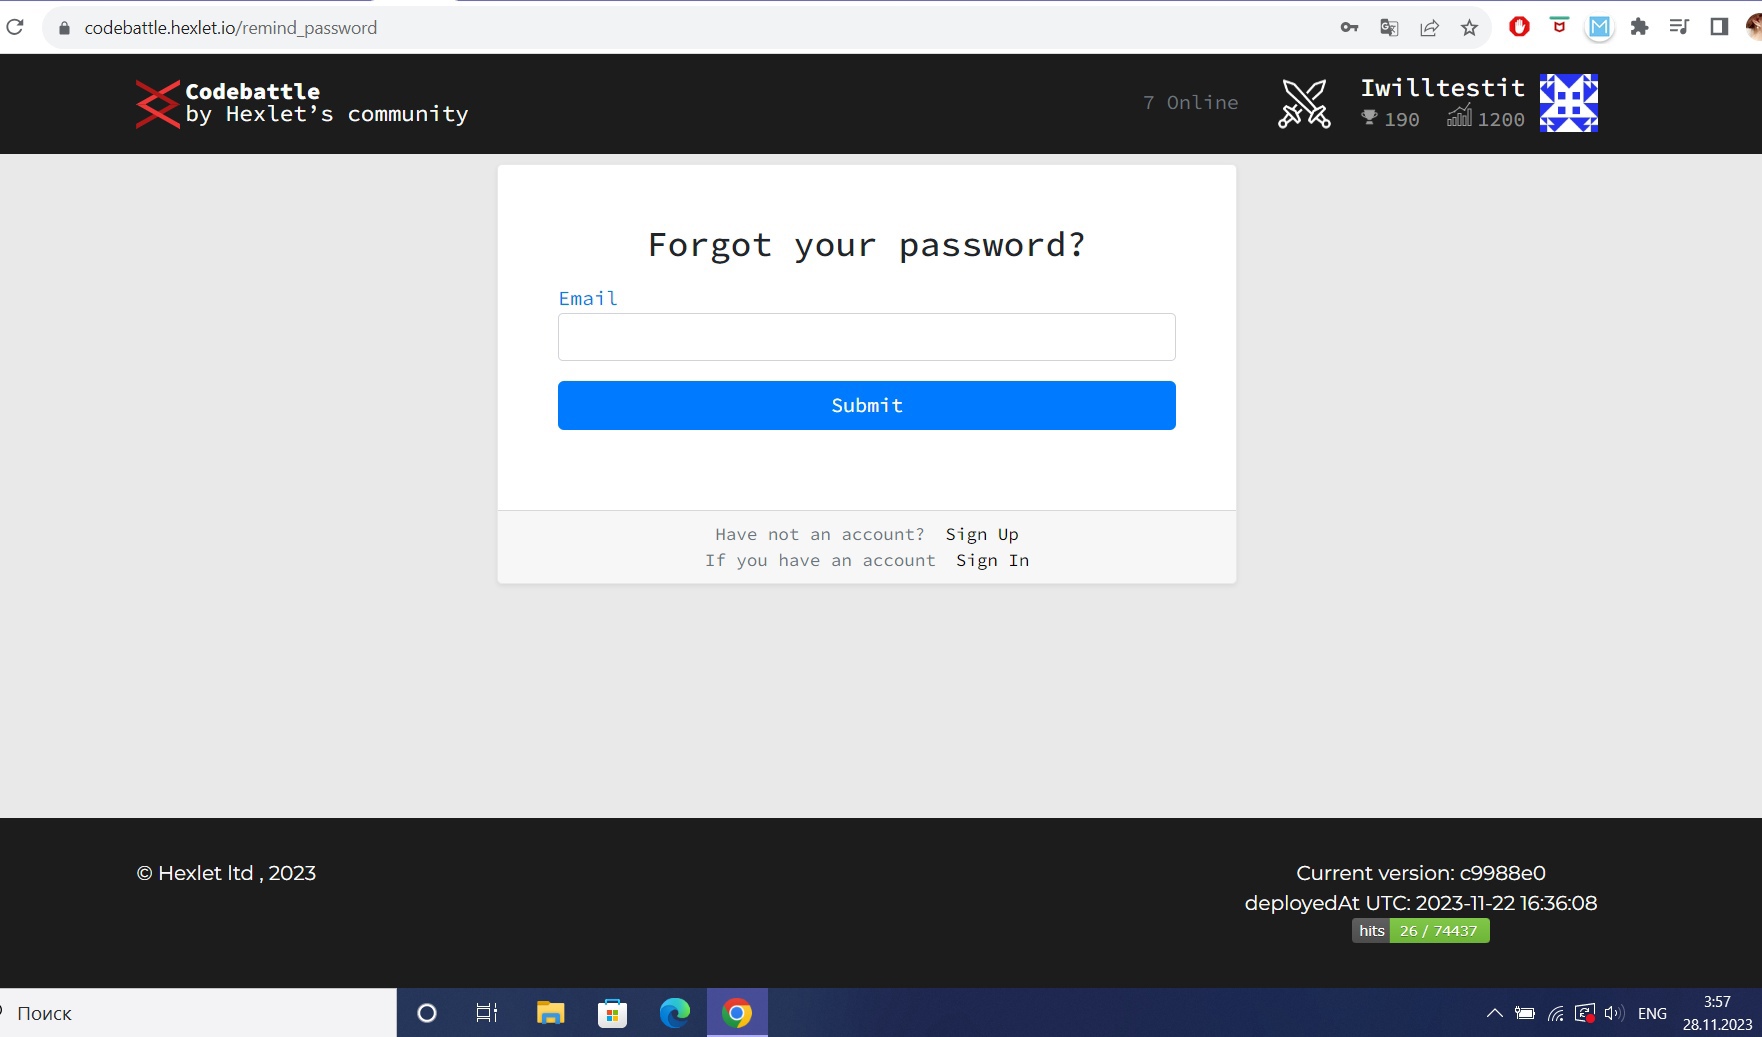 codebattle.hexlet.io/remind_password
Codebattle
by Hexlet’s community
7 Online
Iwilltestit
190 1200
Forgot your password?
Email
Submit
Have not an account? Sign Up
If you have an account Sign In
© Hexlet ltd , 2023
Current version: c9988e0
deployedAt UTC: 2023-11-22 16:36:08
hits 26 / 74437
Поиск
ENG
3:57
28.11.2023